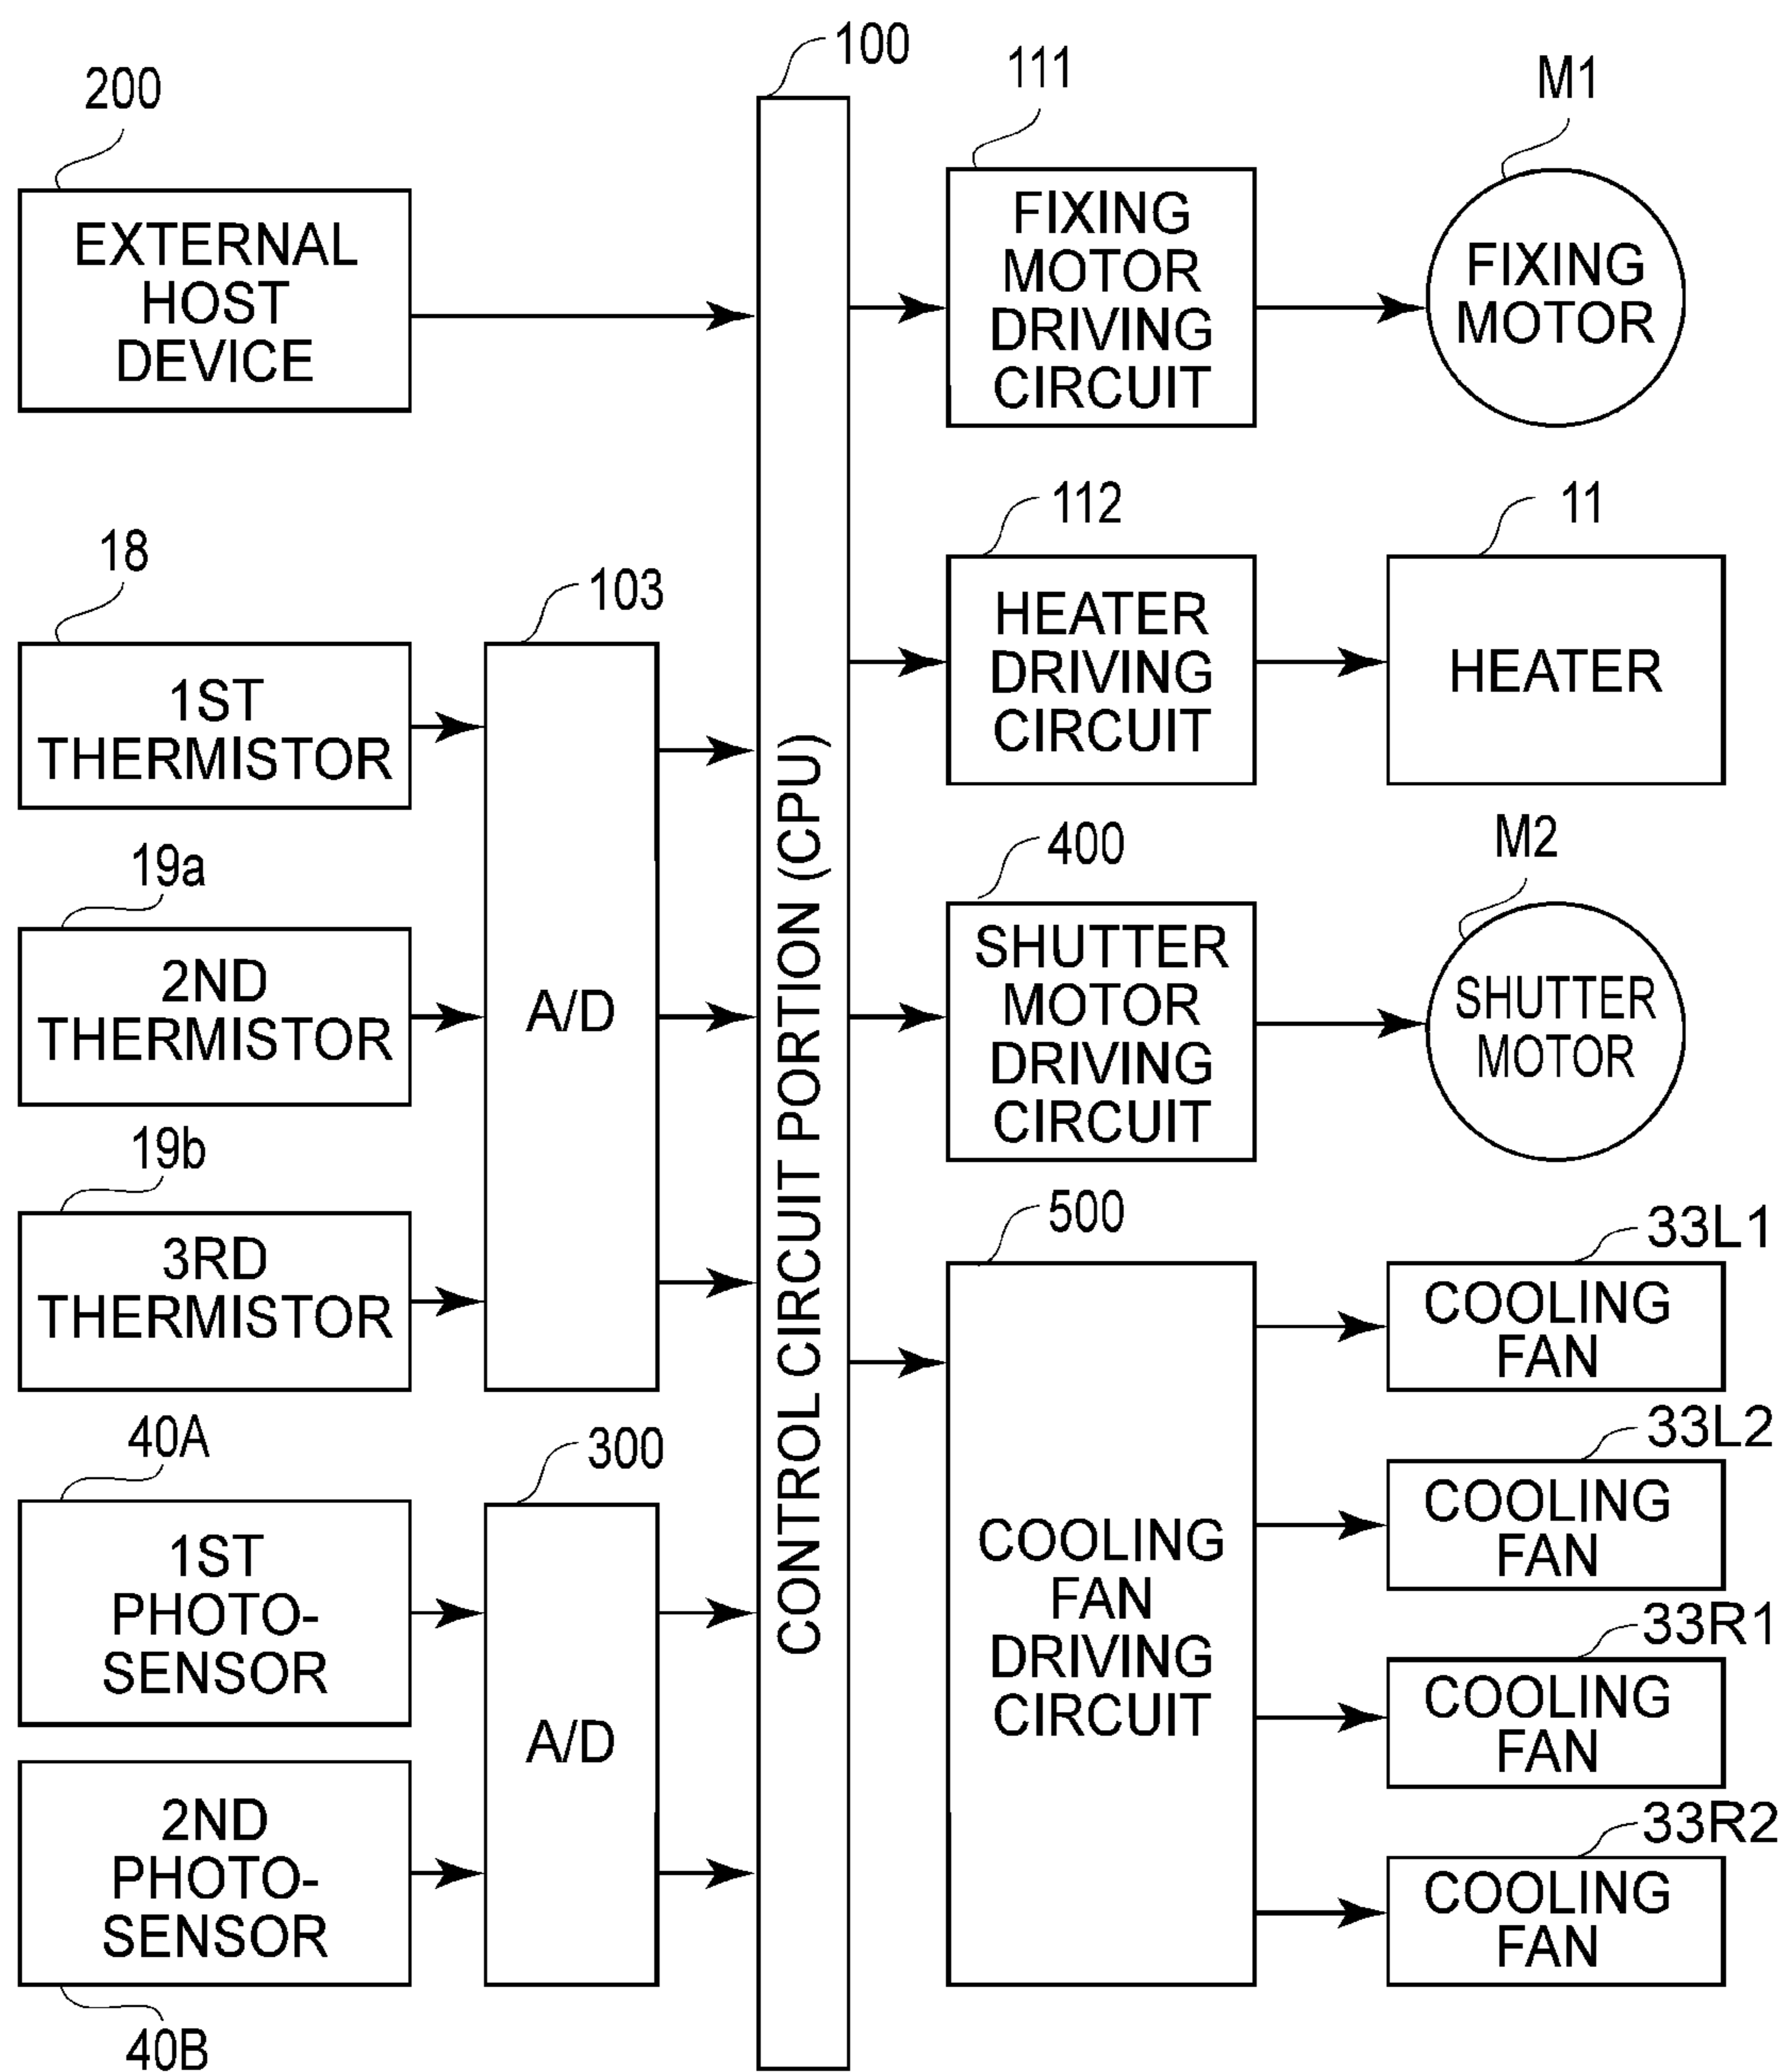 100
200
EXTERNAL
HOST
DEVICE
111
FIXING
MOTOR
DRIVING
CIRCUIT
M1
FIXING
MOTOR
18
1ST
THERMISTOR
103
A/D
19a
2ND
THERMISTOR
19b
3RD
THERMISTOR
40A
1ST
PHOTO-
SENSOR
300
A/D
2ND
PHOTO-
SENSOR
40B
CONTROL CIRCUIT PORTION (CPU)
112
HEATER
DRIVING
CIRCUIT
11
HEATER
400
SHUTTER
MOTOR
DRIVING
CIRCUIT
M2
SHUTTER
MOTOR
500
COOLING
FAN
DRIVING
CIRCUIT
33L1
COOLING
FAN
33L2
COOLING
FAN
33R1
COOLING
FAN
33R2
COOLING
FAN